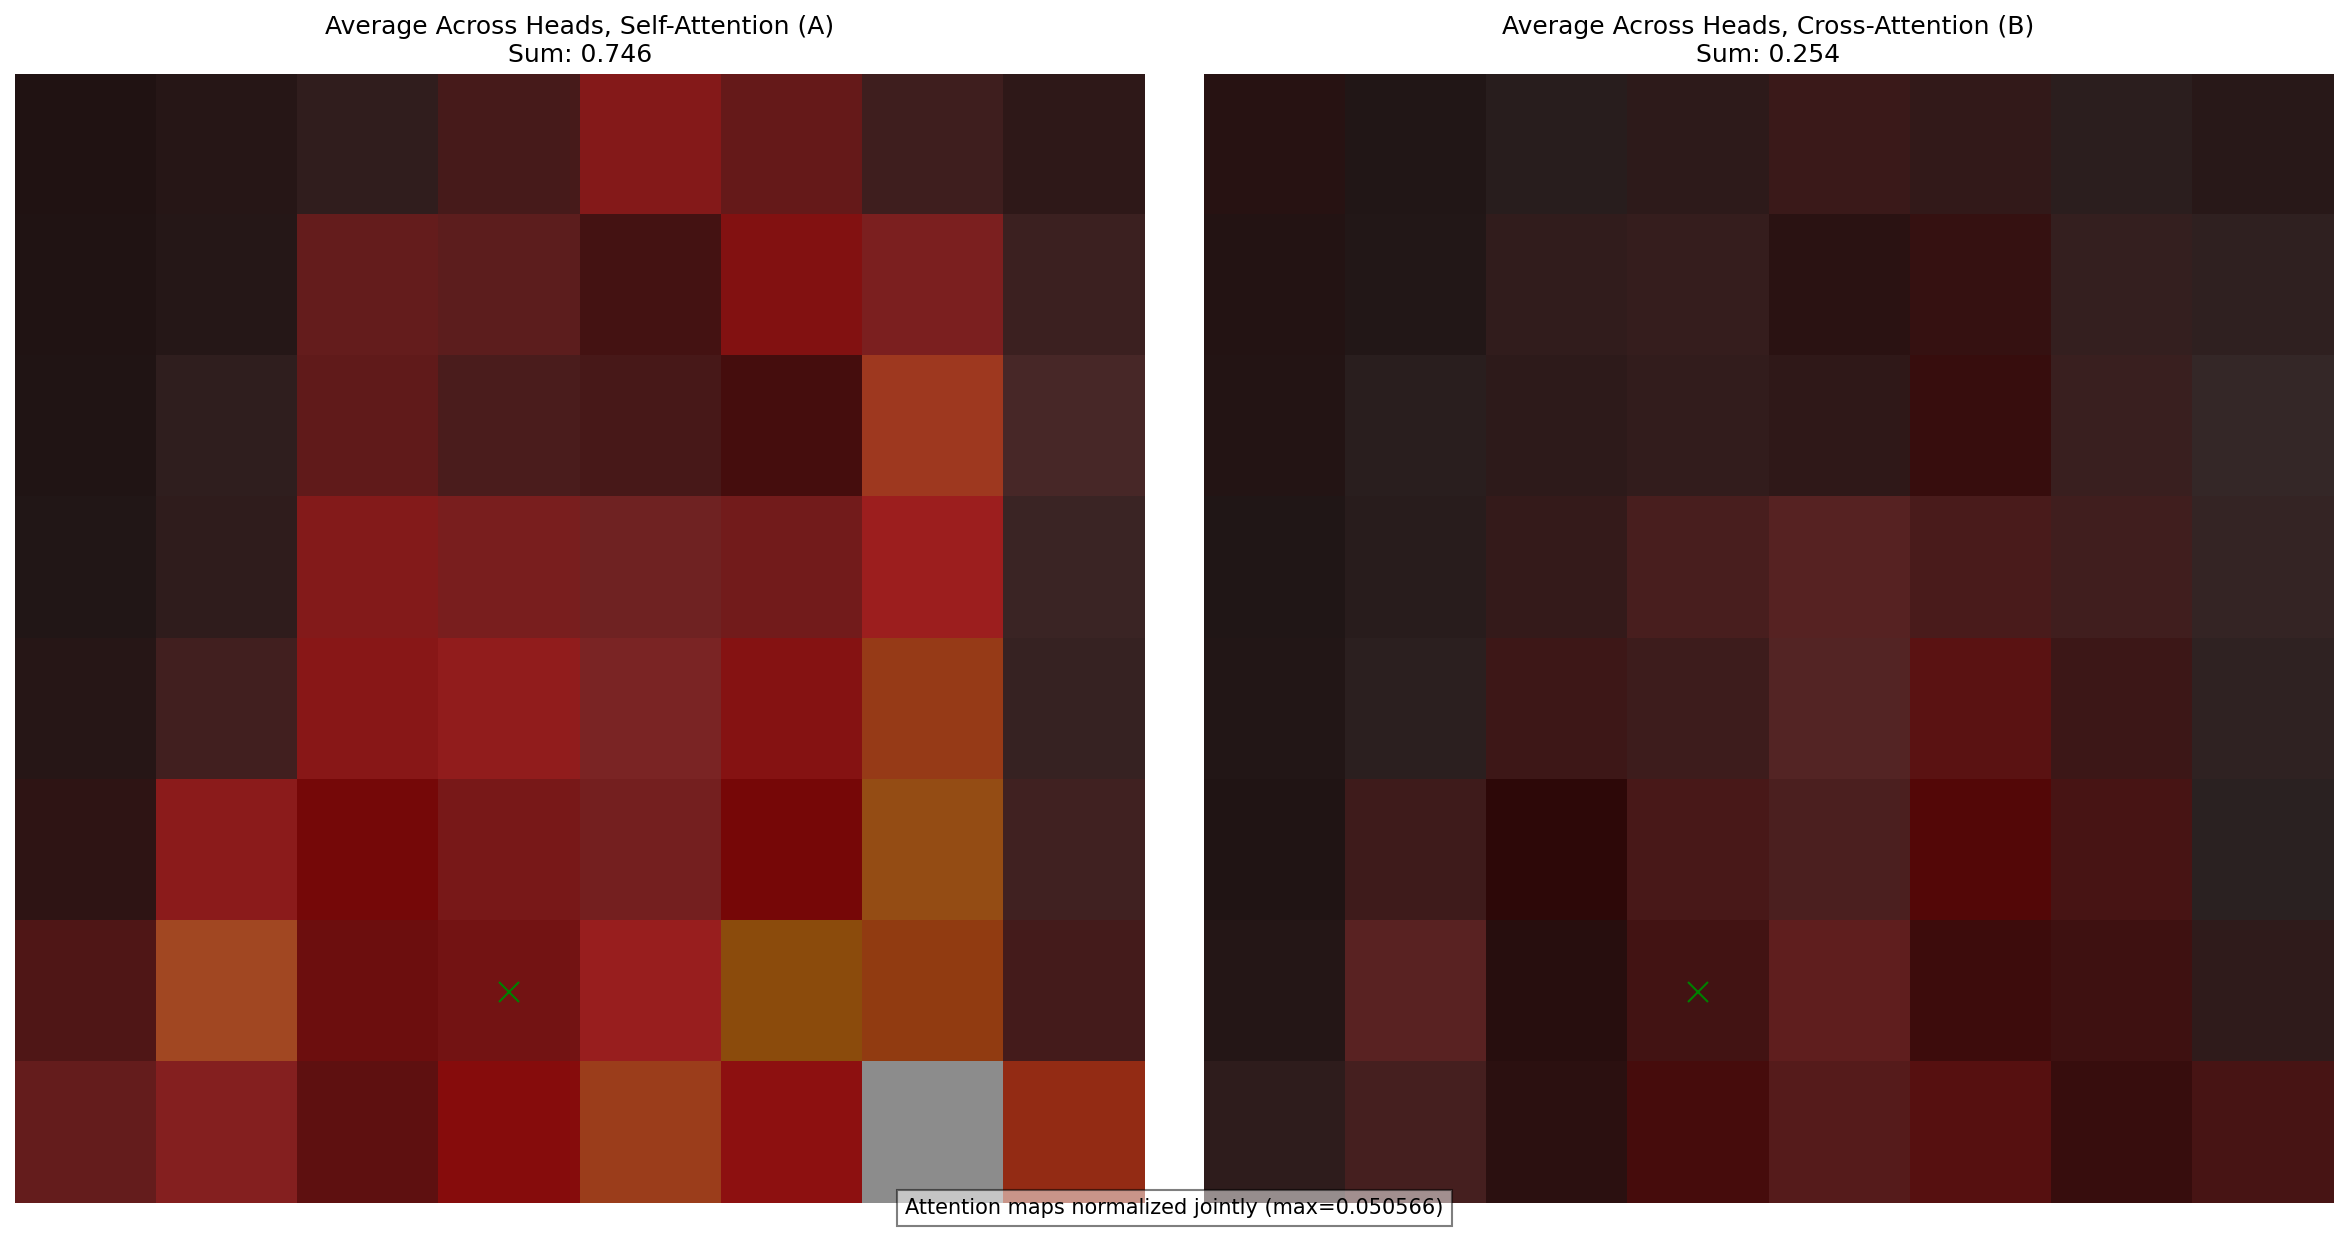 Average Across Heads, Self-Attention (A)
Sum: 0.746
Average Across Heads, Cross-Attention (B)
Sum: 0.254
Attention maps normalized jointly (max=0.050566)